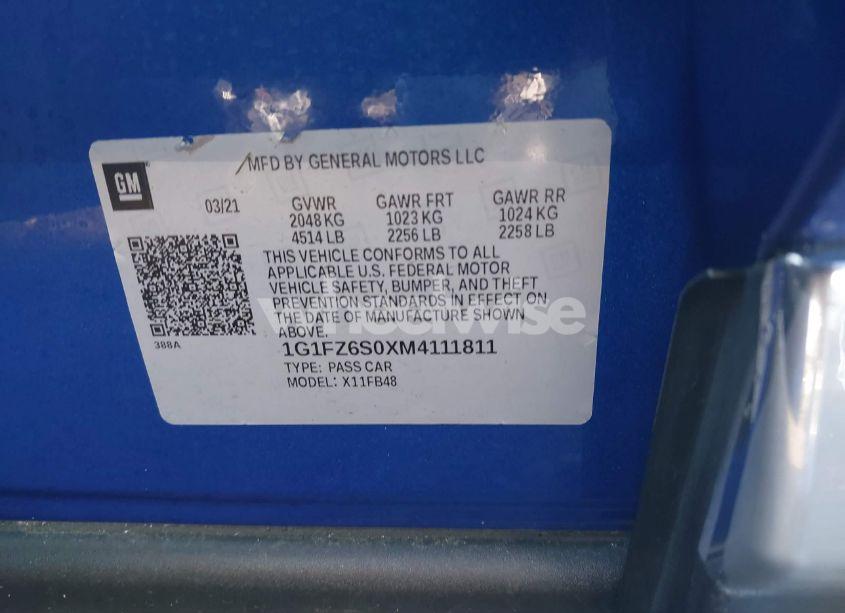 GM
MFD BY GENERAL MOTORS LLC
03/21
GVWR GAWR FRT GAWR RR
2048 KG 1023 KG 1024 KG
4514 LB 2256 LB 2258 LB
THIS VEHICLE CONFORMS TO ALL
APPLICABLE U.S. FEDERAL MOTOR
VEHICLE SAFETY, BUMPER, AND THEFT
PREVENTION STANDARDS IN EFFECT ON
THE DATE OF MANUFACTURE SHOWN
ABOVE.
wheelwise
388A
1G1FZ6S0XM4111811
TYPE: PASS CAR
MODEL: X11FB48